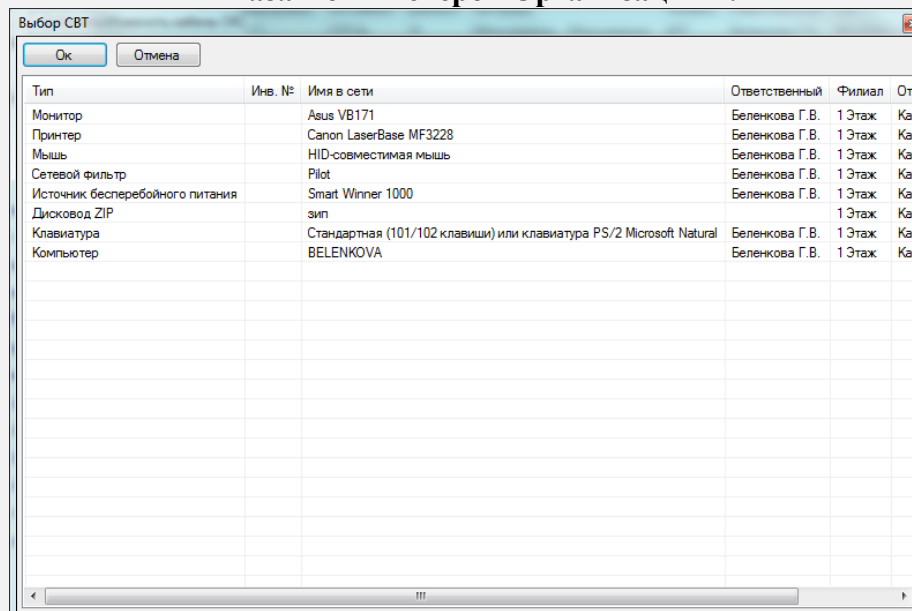 Выбор СВТ
Ок Отмена
Тип Инв. № Имя в сети Ответственный Филиал От
Монитор Asus VB171 Беленкова Г.В. 1 Этаж Ка
Принтер Canon LaserBase MF3228 Беленкова Г.В. 1 Этаж Ка
Мышь HID-совместимая мышь Беленкова Г.В. 1 Этаж Ка
Сетевой фильтр Pilot Беленкова Г.В. 1 Этаж Ка
Источник бесперебойного питания Smart Winner 1000 Беленкова Г.В. 1 Этаж Ка
Дисковод ZIP зип 1 Этаж Ка
Клавиатура Стандартная (101/102 клавиши) или клавиатура PS/2 Microsoft Natural Беленкова Г.В. 1 Этаж Ка
Компьютер BELENKOVA Беленкова Г.В. 1 Этаж Ка